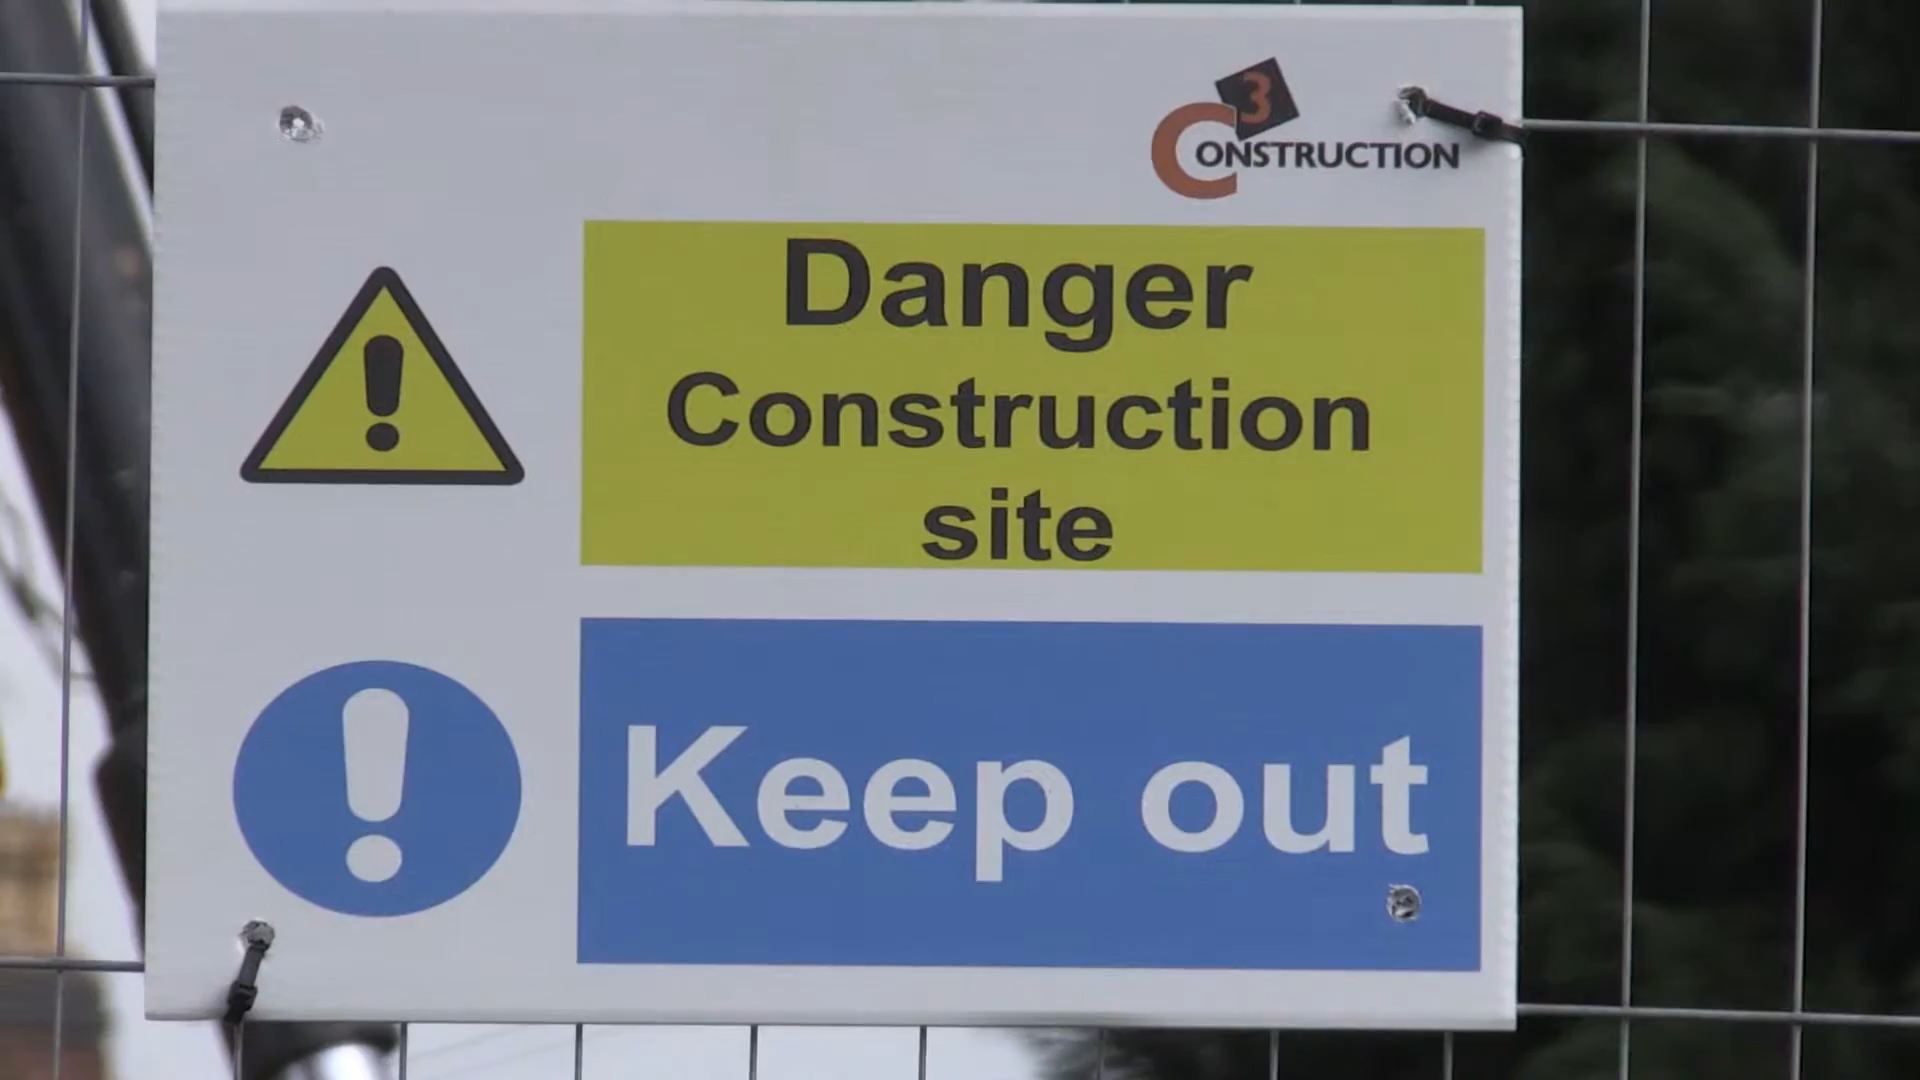 C3 CONSTRUCTION
Danger
Construction
site
Keep out